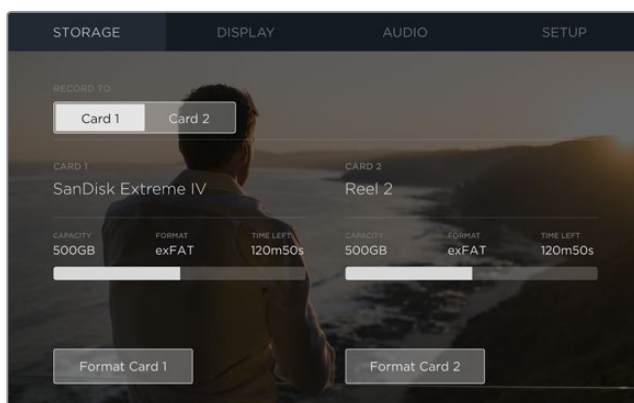 STORAGE DISPLAY AUDIO SETUP
RECORD TO
Card 1 Card 2
CARD 1 CARD 2
SanDisk Extreme IV Reel 2
CAPACITY FORMAT TIME LEFT CAPACITY FORMAT TIME LEFT
500GB exFAT 120m50s 500GB exFAT 120m50s
Format Card 1 Format Card 2